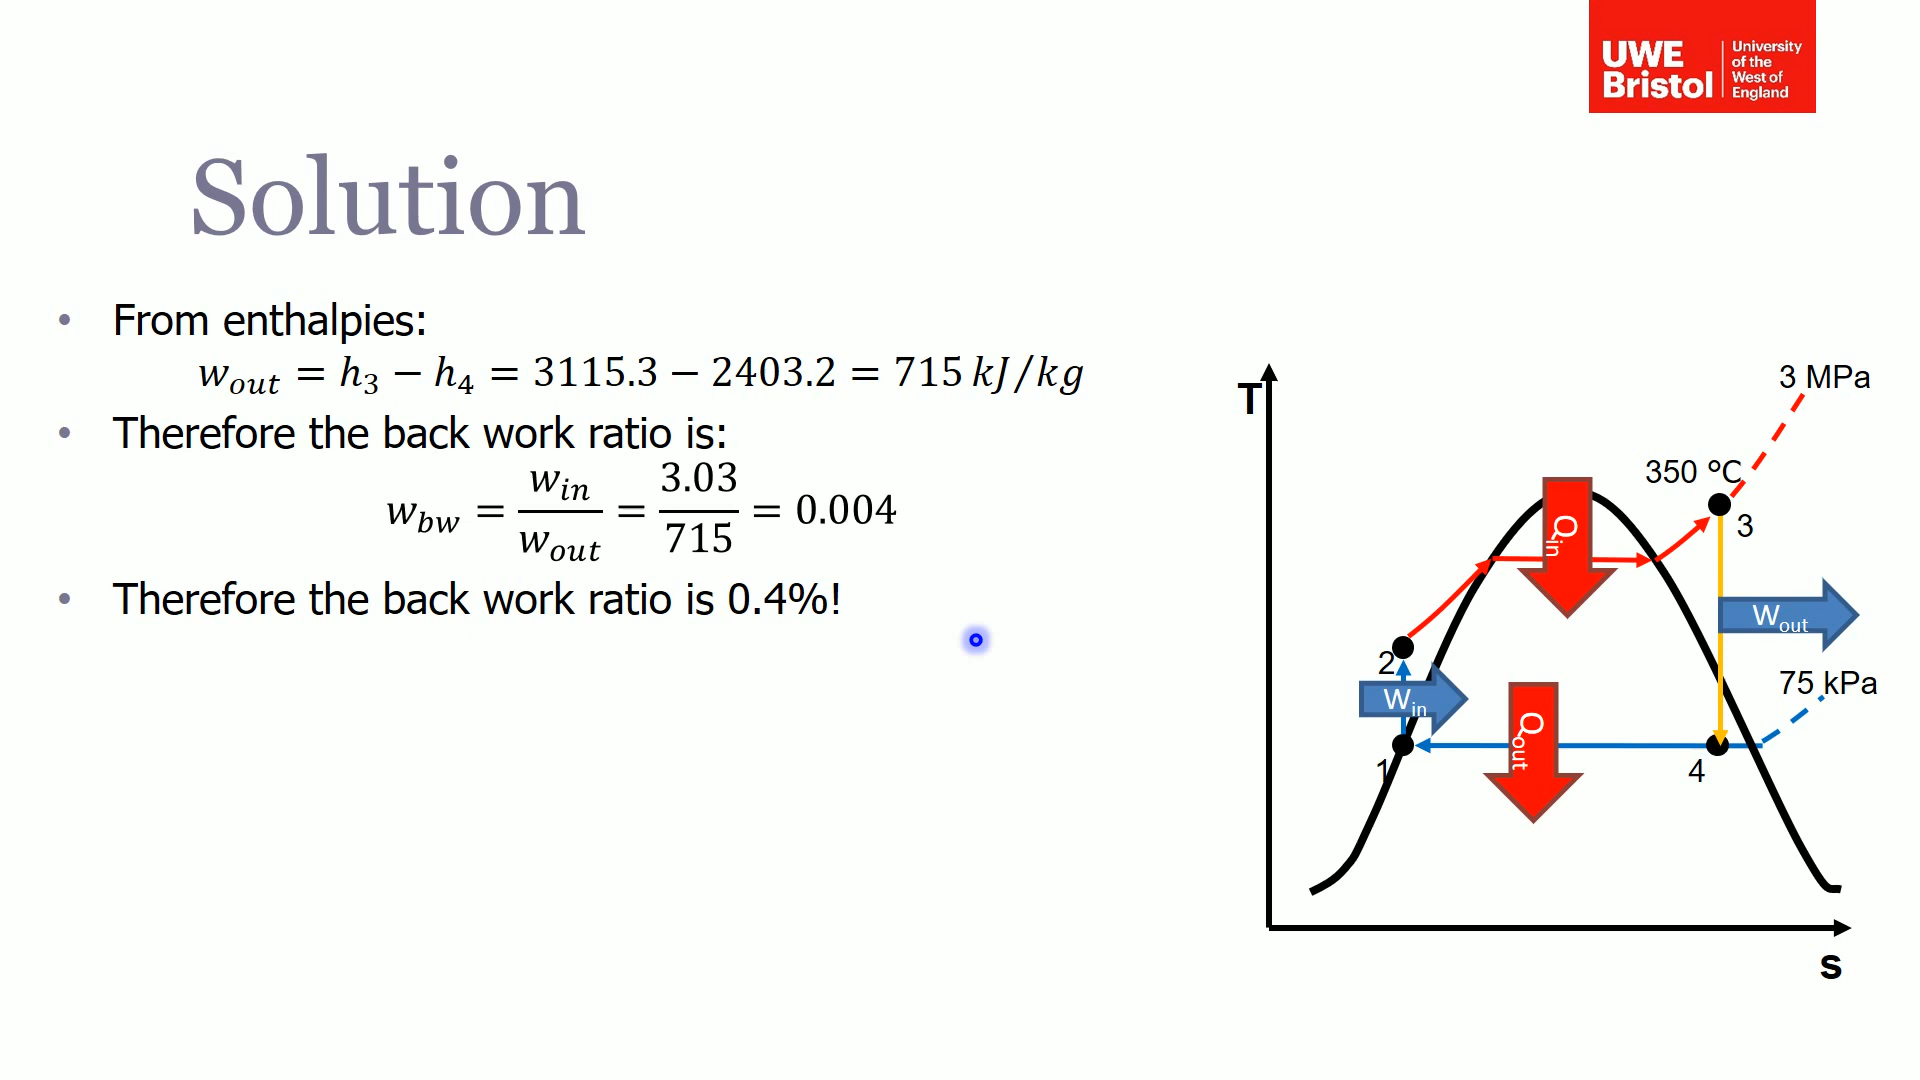 UWE
Bristol
University
of the
West of
England
Solution
• From enthalpies:
w_out = h_3 − h_4 = 3115.3 − 2403.2 = 715 kJ/kg
• Therefore the back work ratio is:
w_bw = w_in/w_out = 3.03/715 = 0.004
• Therefore the back work ratio is 0.4%!
T
3 MPa
350 °C
3
Q_in
W_out
2
75 kPa
W_in
Q_out
1
4
s